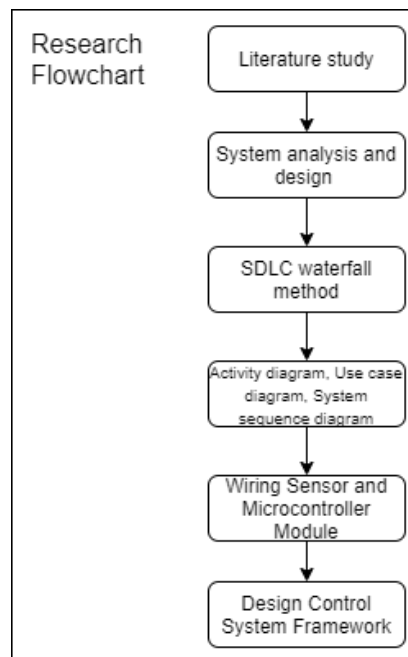 Research
Flowchart
Literature study
System analysis and
design
SDLC waterfall
method
Activity diagram, Use case
diagram, System
sequence diagram
Wiring Sensor and
Microcontroller
Module
Design Control
System Framework